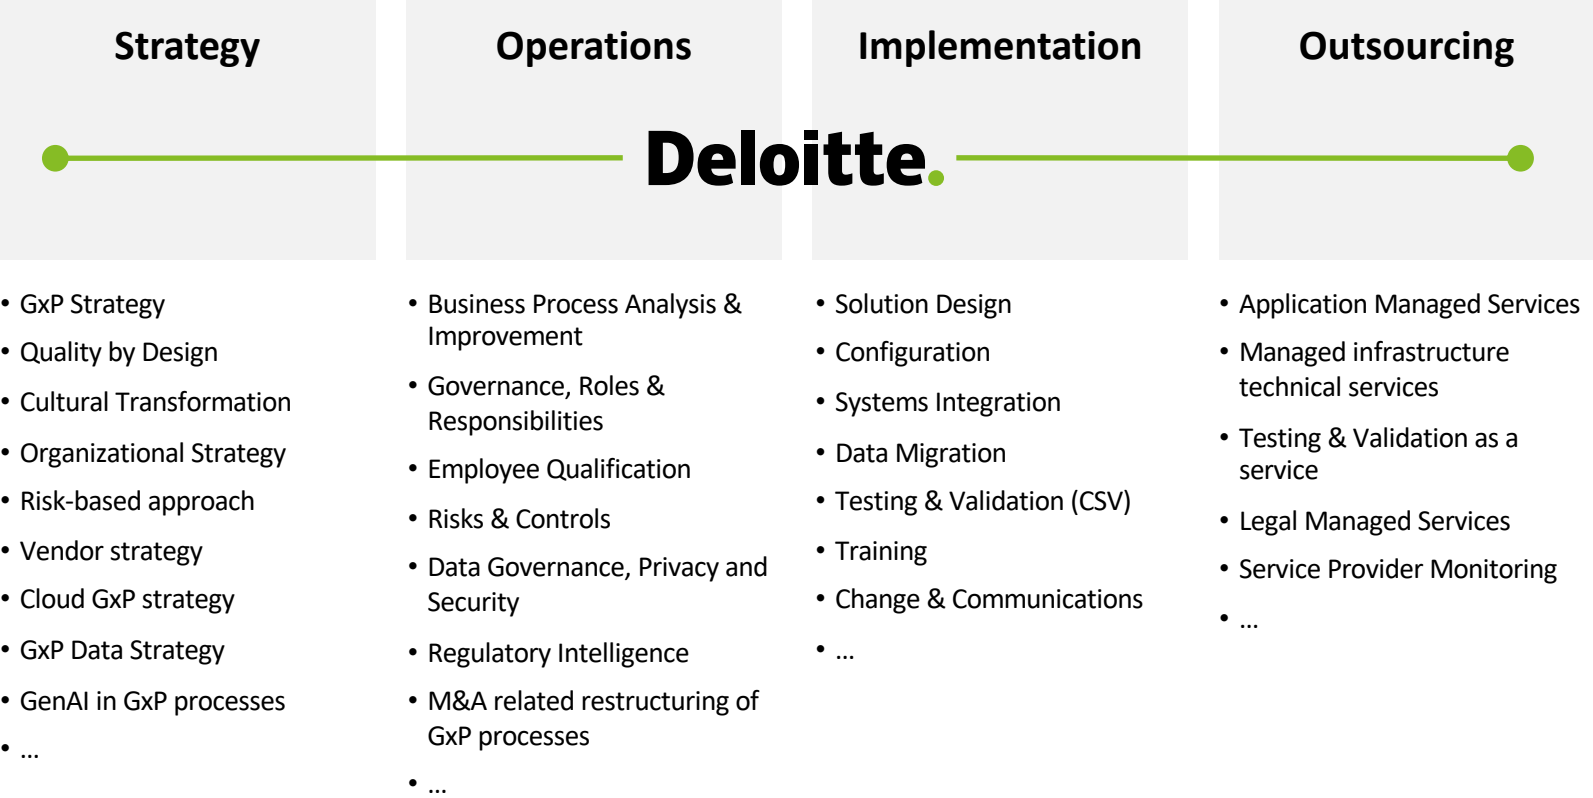 Strategy
Operations
Implementation
Outsourcing
Deloitte.
• GxP Strategy
• Quality by Design
• Cultural Transformation
• Organizational Strategy
• Risk-based approach
• Vendor strategy
• Cloud GxP strategy
• GxP Data Strategy
• GenAI in GxP processes
• ...
• Business Process Analysis &
Improvement
• Governance, Roles &
Responsibilities
• Employee Qualification
• Risks & Controls
• Data Governance, Privacy and
Security
• Regulatory Intelligence
• M&A related restructuring of
GxP processes
• ...
• Solution Design
• Configuration
• Systems Integration
• Data Migration
• Testing & Validation (CSV)
• Training
• Change & Communications
• ...
• Application Managed Services
• Managed infrastructure
technical services
• Testing & Validation as a
service
• Legal Managed Services
• Service Provider Monitoring
• ...